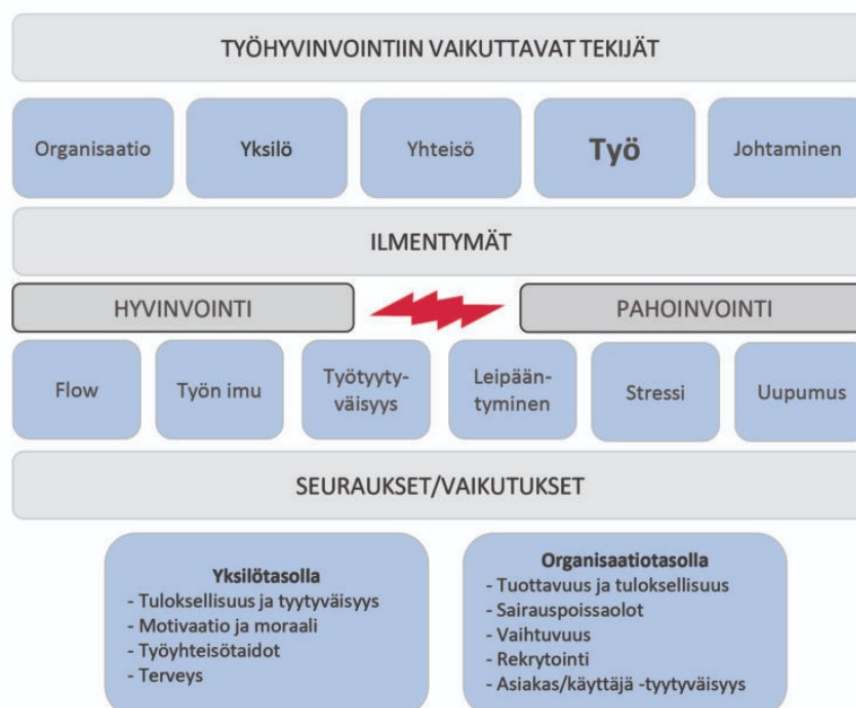 TYÖHYVINVOINTIIN VAIKUTTAVAT TEKIJÄT
Organisaatio
Yksilö
Yhteisö
Työ
Johtaminen
ILMENTYMÄT
HYVINVOINTI
PAHOINVOINTI
Flow
Työn imu
Työtyyty-
väisyys
Leipään-
tyminen
Stressi
Uupumus
SEURAUKSET/VAIKUTUKSET
Yksilötasolla
- Tuloksellisuus ja tyytyväisyys
- Motivaatio ja moraali
- Työyhteisötaidot
- Terveys
Organisaatiotasolla
- Tuottavuus ja tuloksellisuus
- Sairauspoissaolot
- Vaihtuvuus
- Rekrytointi
- Asiakas/käyttäjä -tyytyväisyys